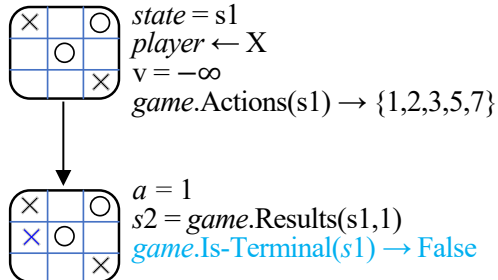 state = s1
player ← X
v = −∞
game.Actions(s1) → {1,2,3,5,7}
a = 1
s2 = game.Results(s1,1)
game.Is-Terminal(s1) → False